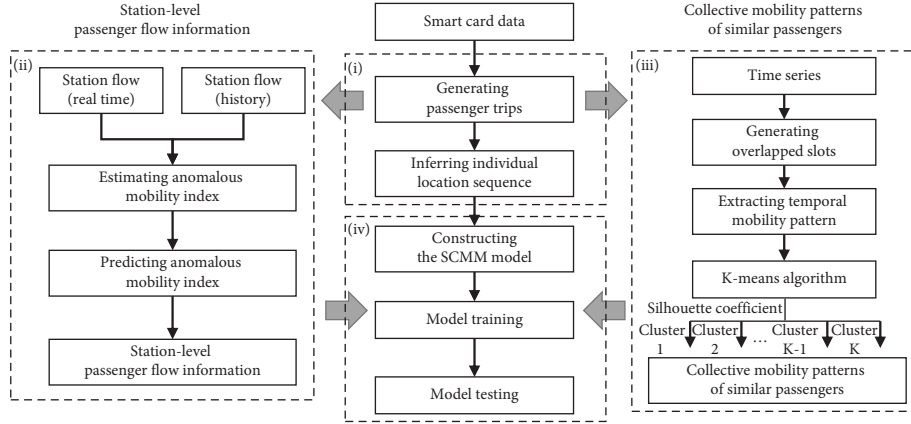 Station-level
passenger flow information
(ii)
Station flow
(real time)
Station flow
(history)
Estimating anomalous
mobility index
Predicting anomalous
mobility index
Station-level
passenger flow information
Smart card data
(i)
Generating
passenger trips
Inferring individual
location sequence
(iv)
Constructing
the SCMM model
Model training
Model testing
Collective mobility patterns
of similar passengers
(iii)
Time series
Generating
overlapped slots
Extracting temporal
mobility pattern
K-means algorithm
Silhouette coefficient
Cluster
1
Cluster
2
...
Cluster
K-1
Cluster
K
Collective mobility patterns
of similar passengers